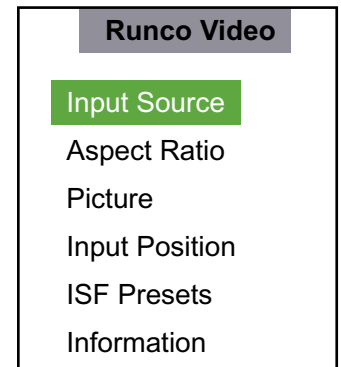 Runco Video
Input Source
Aspect Ratio
Picture
Input Position
ISF Presets
Information